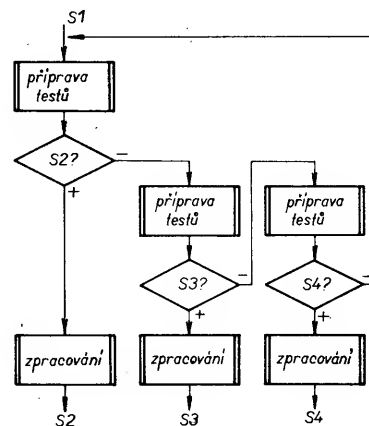 S1
příprava
testů
S2?
−
+
příprava
testů
příprava
testů
S3?
−
+
S4?
−
+
zpracování
zpracování
zpracování
S2
S3
S4